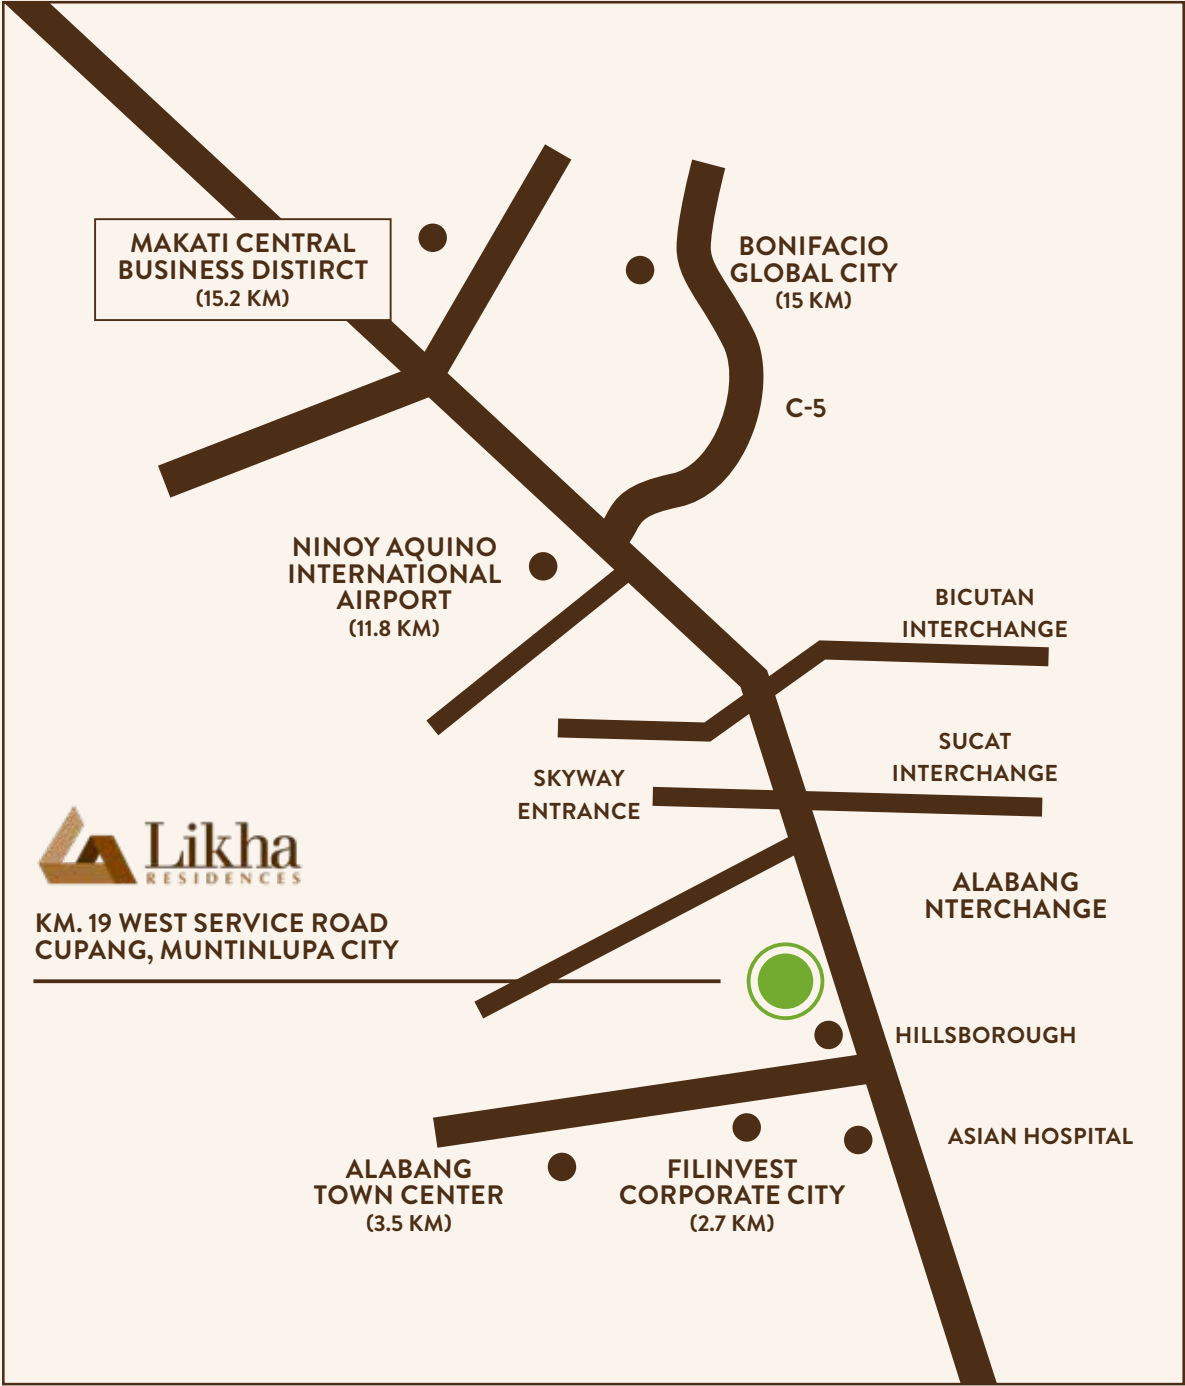 MAKATI CENTRAL
BUSINESS DISTIRCT
(15.2 KM)
BONIFACIO
GLOBAL CITY
(15 KM)
C-5
NINOY AQUINO
INTERNATIONAL
AIRPORT
(11.8 KM)
BICUTAN
INTERCHANGE
SUCAT
INTERCHANGE
SKYWAY
ENTRANCE
Likha
RESIDENCES
KM. 19 WEST SERVICE ROAD
CUPANG, MUNTINLUPA CITY
ALABANG
NTERCHANGE
HILLSBOROUGH
ASIAN HOSPITAL
ALABANG
TOWN CENTER
(3.5 KM)
FILINVEST
CORPORATE CITY
(2.7 KM)